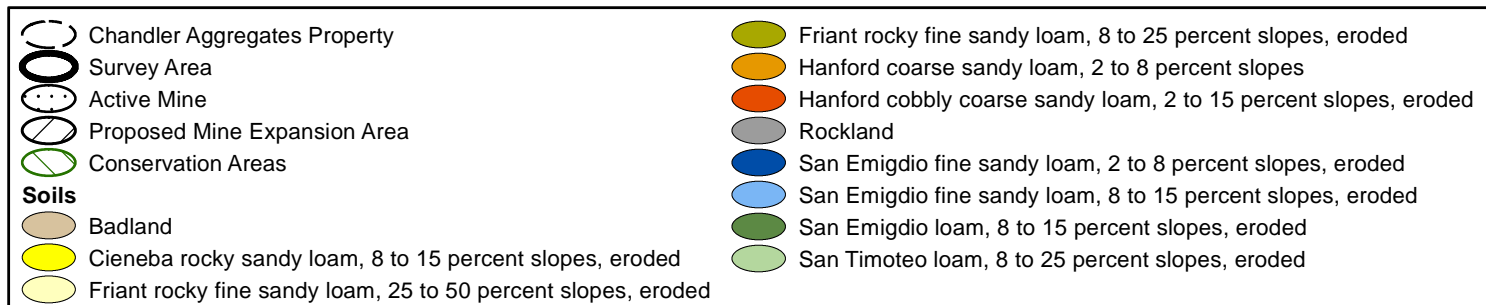 Chandler Aggregates Property
Survey Area
Active Mine
Proposed Mine Expansion Area
Conservation Areas
Soils
Badland
Cieneba rocky sandy loam, 8 to 15 percent slopes, eroded
Friant rocky fine sandy loam, 25 to 50 percent slopes, eroded
Friant rocky fine sandy loam, 8 to 25 percent slopes, eroded
Hanford coarse sandy loam, 2 to 8 percent slopes
Hanford cobbly coarse sandy loam, 2 to 15 percent slopes, eroded
Rockland
San Emigdio fine sandy loam, 2 to 8 percent slopes, eroded
San Emigdio fine sandy loam, 8 to 15 percent slopes, eroded
San Emigdio loam, 8 to 15 percent slopes, eroded
San Timoteo loam, 8 to 25 percent slopes, eroded